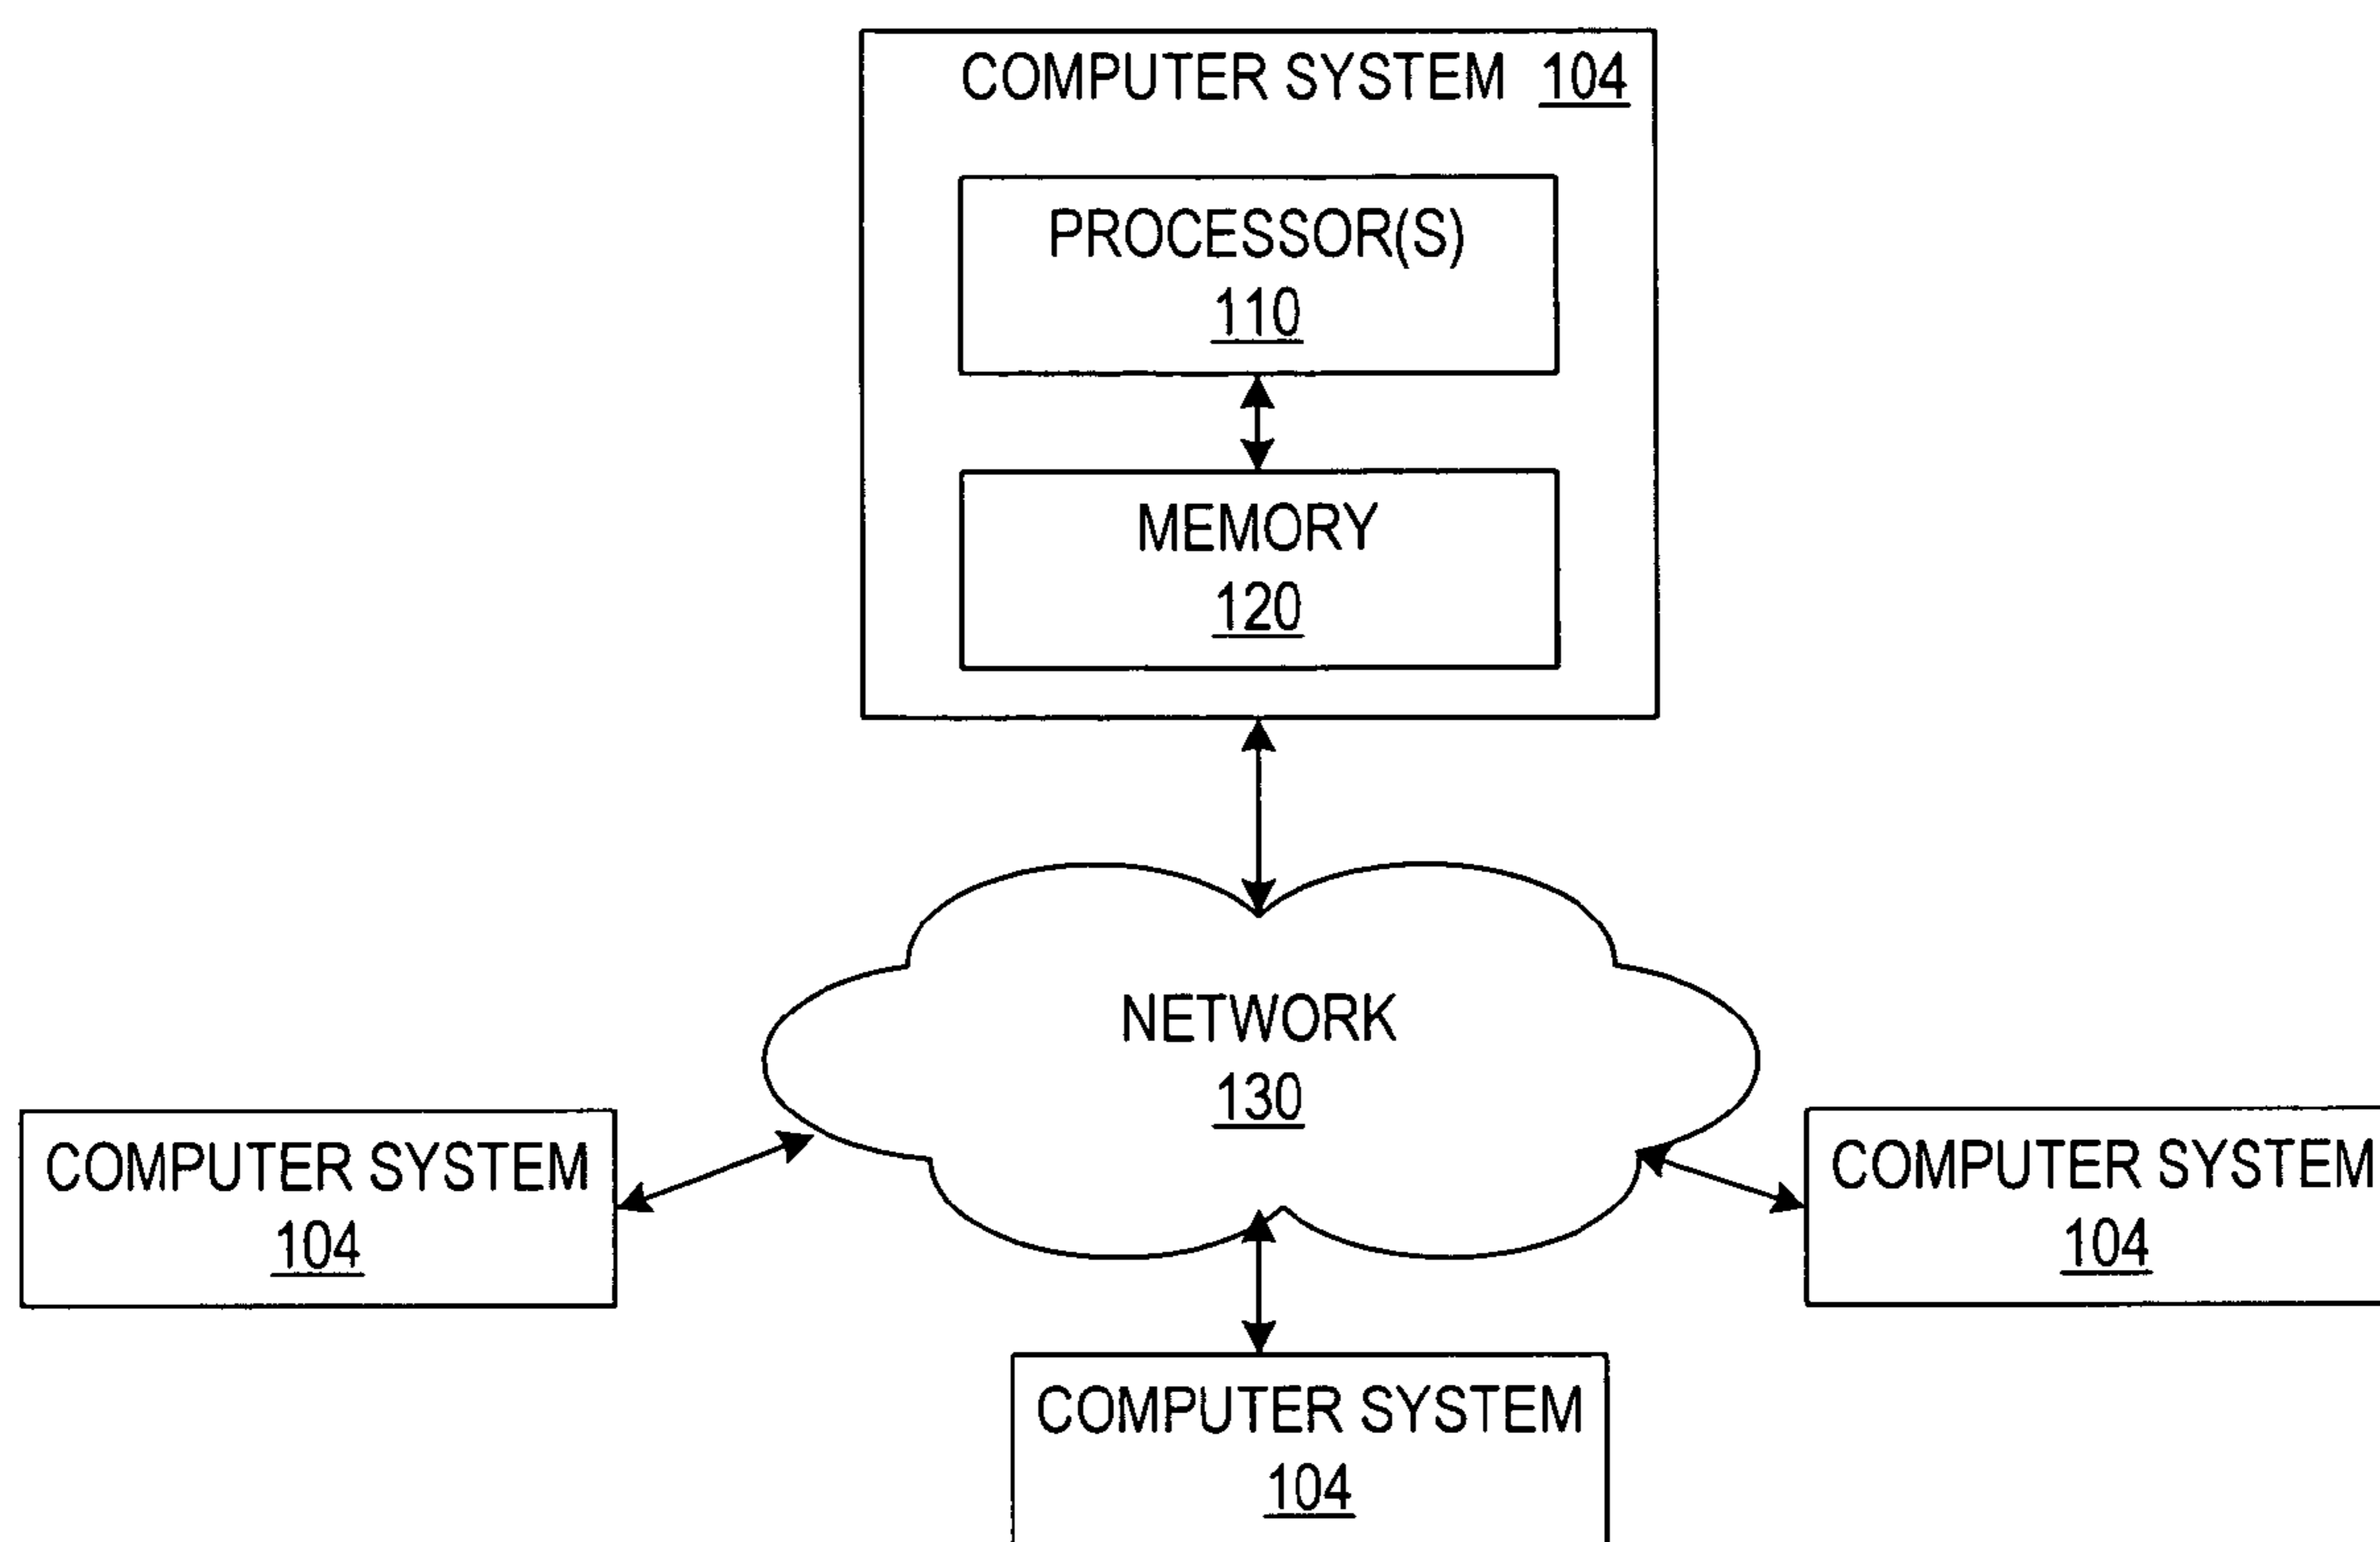 COMPUTER SYSTEM 104
PROCESSOR(S)
110
MEMORY
120
NETWORK
130
COMPUTER SYSTEM
104
COMPUTER SYSTEM
104
COMPUTER SYSTEM
104